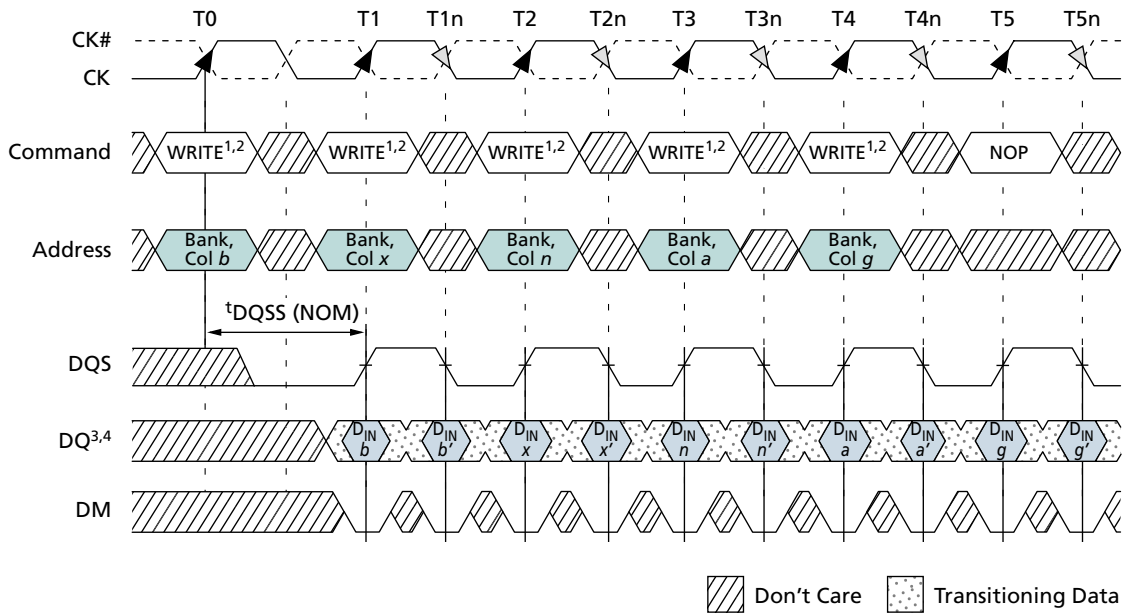 T0 T1 T1n T2 T2n T3 T3n T4 T4n T5 T5n
CK#
CK
Command WRITE1,2 WRITE1,2 WRITE1,2 WRITE1,2 WRITE1,2 NOP
Address Bank, Bank, Bank, Bank, Bank,
Col b Col x Col n Col a Col g
tDQSS (NOM)
DQS
DQ3,4 DIN DIN DIN DIN DIN DIN DIN DIN DIN DIN
b b' x x' n n' a a' g g'
DM
Don't Care Transitioning Data